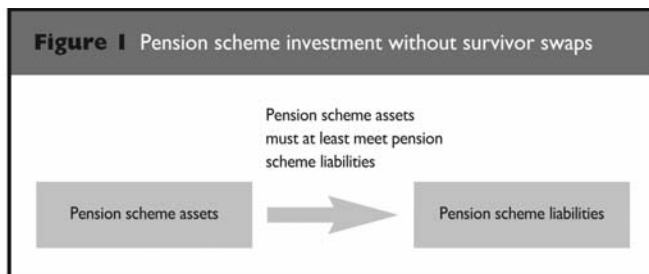 Figure 1 Pension scheme investment without survivor swaps
Pension scheme assets
must at least meet pension
scheme liabilities
Pension scheme assets
Pension scheme liabilities